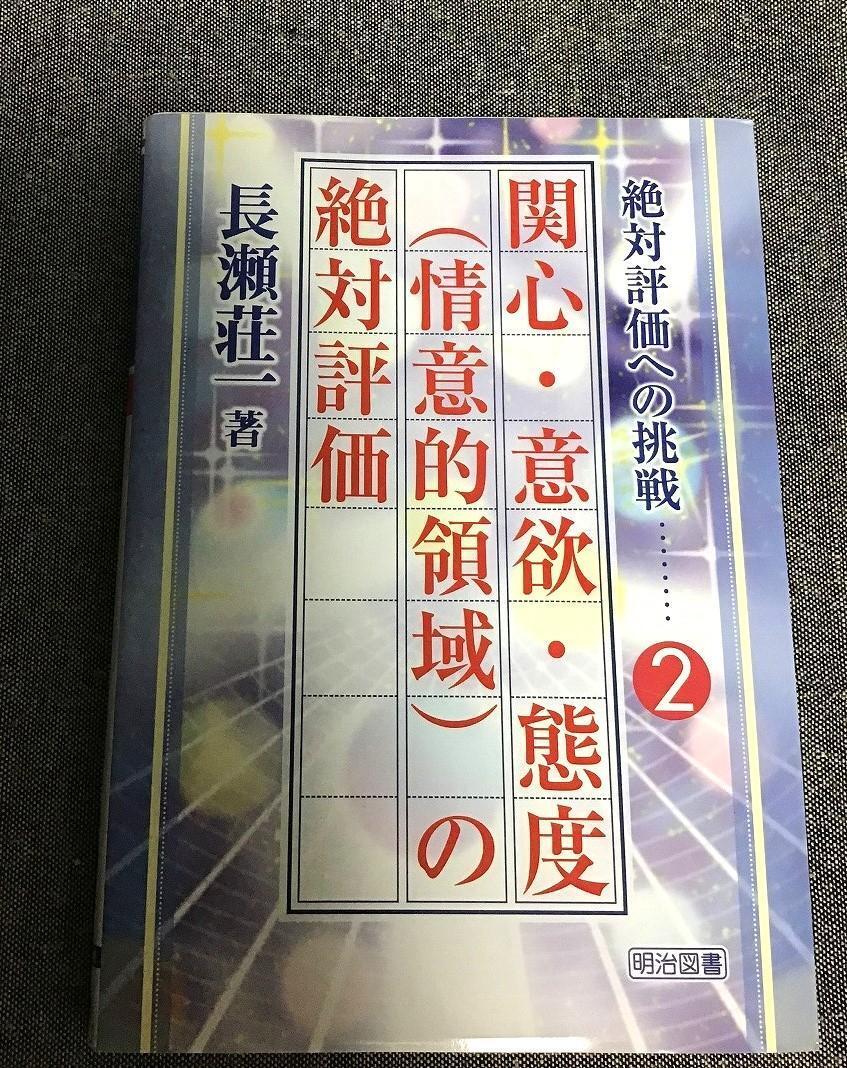 絶対評価への挑戦………2
関心・意欲・態度
（情意的領域）の
絶対評価
長瀬荘一 著
明治図書